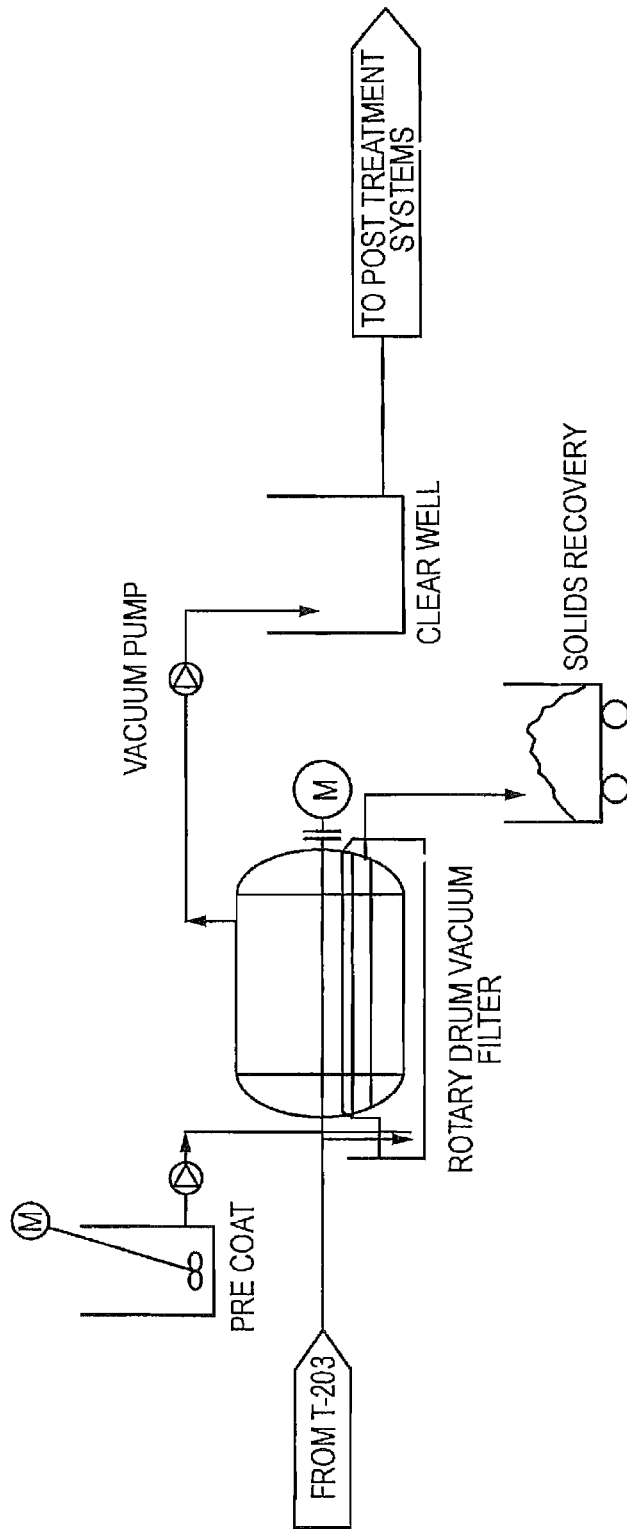 M
PRE COAT
FROM T-203
VACUUM PUMP
M
ROTARY DRUM VACUUM
FILTER
CLEAR WELL
SOLIDS RECOVERY
TO POST TREATMENT
SYSTEMS